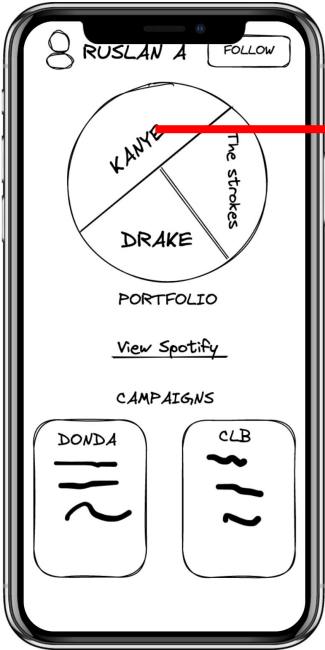 RUSLAN A
FOLLOW
KANYE
The strokes
DRAKE
PORTFOLIO
View Spotify
CAMPAIGNS
DONDA
CLB